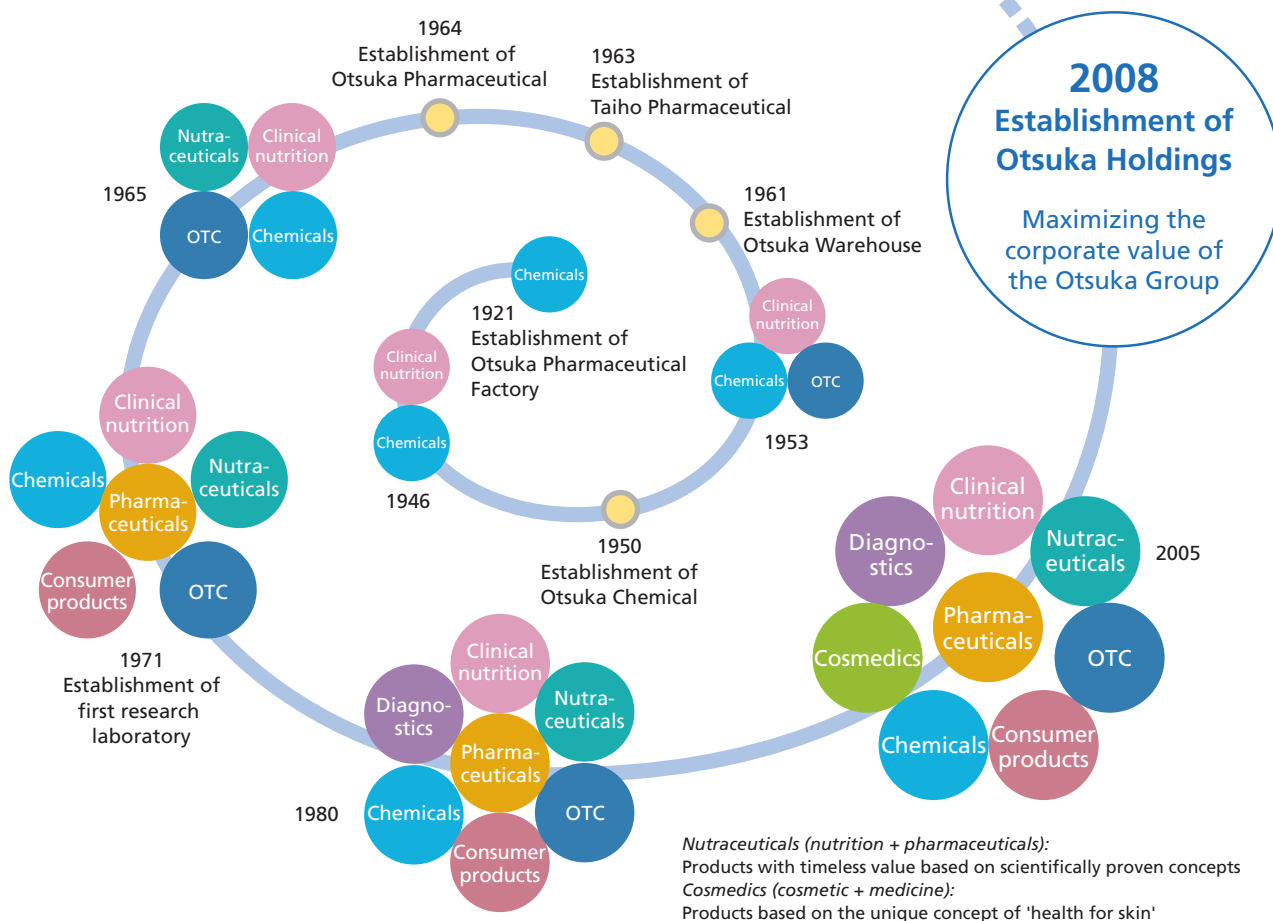 1964
Establishment of
Otsuka Pharmaceutical
1963
Establishment of
Taiho Pharmaceutical
2008
Establishment of
Otsuka Holdings
Maximizing the
corporate value of
the Otsuka Group
Nutra-
ceuticals
Clinical
nutrition
1965
OTC
Chemicals
1961
Establishment of
Otsuka Warehouse
Chemicals
1921
Establishment of
Otsuka Pharmaceutical
Factory
Clinical
nutrition
Chemicals
1946
Clinical
nutrition
Chemicals
OTC
1953
1950
Establishment of
Otsuka Chemical
Clinical
nutrition
Chemicals
Pharma-
ceuticals
Nutra-
ceuticals
Consumer
products
OTC
1971
Establishment of
first research
laboratory
Clinical
nutrition
Diagno-
stics
Nutra-
ceuticals
Pharma-
ceuticals
1980
Chemicals
OTC
Consumer
products
Clinical
nutrition
Diagno-
stics
Nutrac-
euticals
2005
Pharma-
ceuticals
Cosmedics
OTC
Chemicals
Consumer
products
Nutraceuticals (nutrition + pharmaceuticals):
Products with timeless value based on scientifically proven concepts
Cosmedics (cosmetic + medicine):
Products based on the unique concept of 'health for skin'